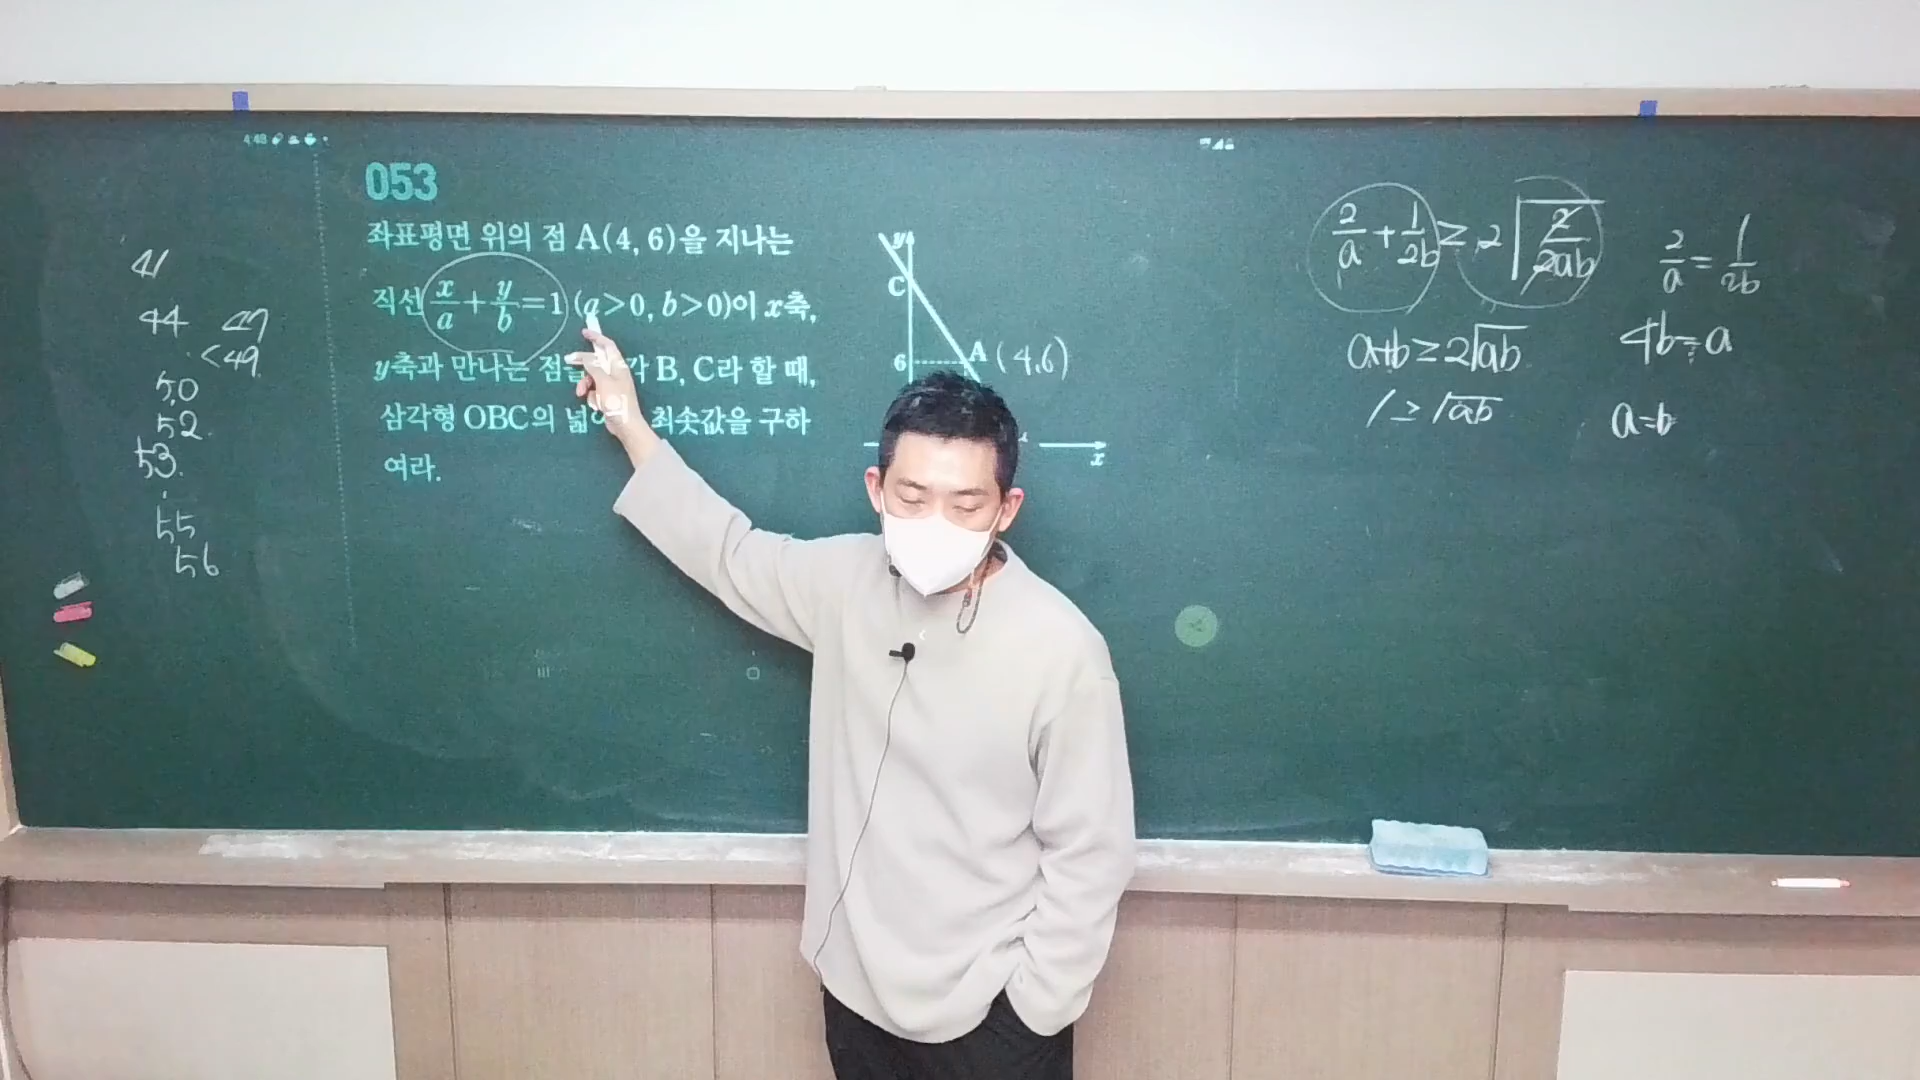 4:48
053
좌표평면 위의 점 A(4, 6)을 지나는
직선 x/a + y/b = 1 (a>0, b>0)이 x축,
y축과 만나는 점을 각 B, C라 할 때,
삼각형 OBC의 넓이의 최솟값을 구하
여라.
y
C
6
A (4.6)
x
41
44 47
<49
50
52.
53.
55
56
2/a + 1/2b ≥ 2√(2/2ab)
a+b ≥ 2√ab
1 ≥ √ab
2/a = 1/2b
4b = a
a=b